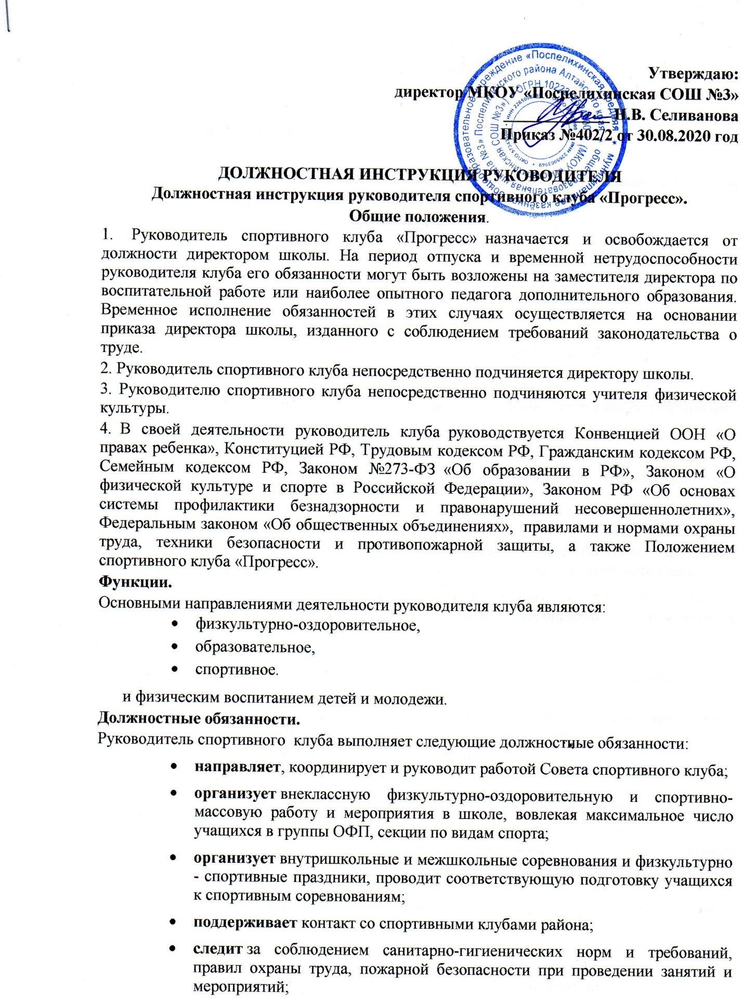 Утверждаю:
директор МКОУ «Поспелихинская СОШ №3»
Н.В. Селиванова
Приказ №402/2 от 30.08.2020 год
ДОЛЖНОСТНАЯ ИНСТРУКЦИЯ РУКОВОДИТЕЛЯ
Должностная инструкция руководителя спортивного клуба «Прогресс».
Общие положения.
1. Руководитель спортивного клуба «Прогресс» назначается и освобождается от
должности директором школы. На период отпуска и временной нетрудоспособности
руководителя клуба его обязанности могут быть возложены на заместителя директора по
воспитательной работе или наиболее опытного педагога дополнительного образования.
Временное исполнение обязанностей в этих случаях осуществляется на основании
приказа директора школы, изданного с соблюдением требований законодательства о
труде.
2. Руководитель спортивного клуба непосредственно подчиняется директору школы.
3. Руководителю спортивного клуба непосредственно подчиняются учителя физической
культуры.
4. В своей деятельности руководитель клуба руководствуется Конвенцией ООН «О
правах ребенка», Конституцией РФ, Трудовым кодексом РФ, Гражданским кодексом РФ,
Семейным кодексом РФ, Законом №273-ФЗ «Об образовании в РФ», Законом «О
физической культуре и спорте в Российской Федерации», Законом РФ «Об основах
системы профилактики безнадзорности и правонарушений несовершеннолетних»,
Федеральным законом «Об общественных объединениях», правилами и нормами охраны
труда, техники безопасности и противопожарной защиты, а также Положением
спортивного клуба «Прогресс».
Функции.
Основными направлениями деятельности руководителя клуба являются:
• физкультурно-оздоровительное,
• образовательное,
• спортивное.
и физическим воспитанием детей и молодежи.
Должностные обязанности.
Руководитель спортивного клуба выполняет следующие должностные обязанности:
• направляет, координирует и руководит работой Совета спортивного клуба;
• организует внеклассную физкультурно-оздоровительную и спортивно-
массовую работу и мероприятия в школе, вовлекая максимальное число
учащихся в группы ОФП, секции по видам спорта;
• организует внутришкольные и межшкольные соревнования и физкультурно
- спортивные праздники, проводит соответствующую подготовку учащихся
к спортивным соревнованиям;
• поддерживает контакт со спортивными клубами района;
• следит за соблюдением санитарно-гигиенических норм и требований,
правил охраны труда, пожарной безопасности при проведении занятий и
мероприятий;